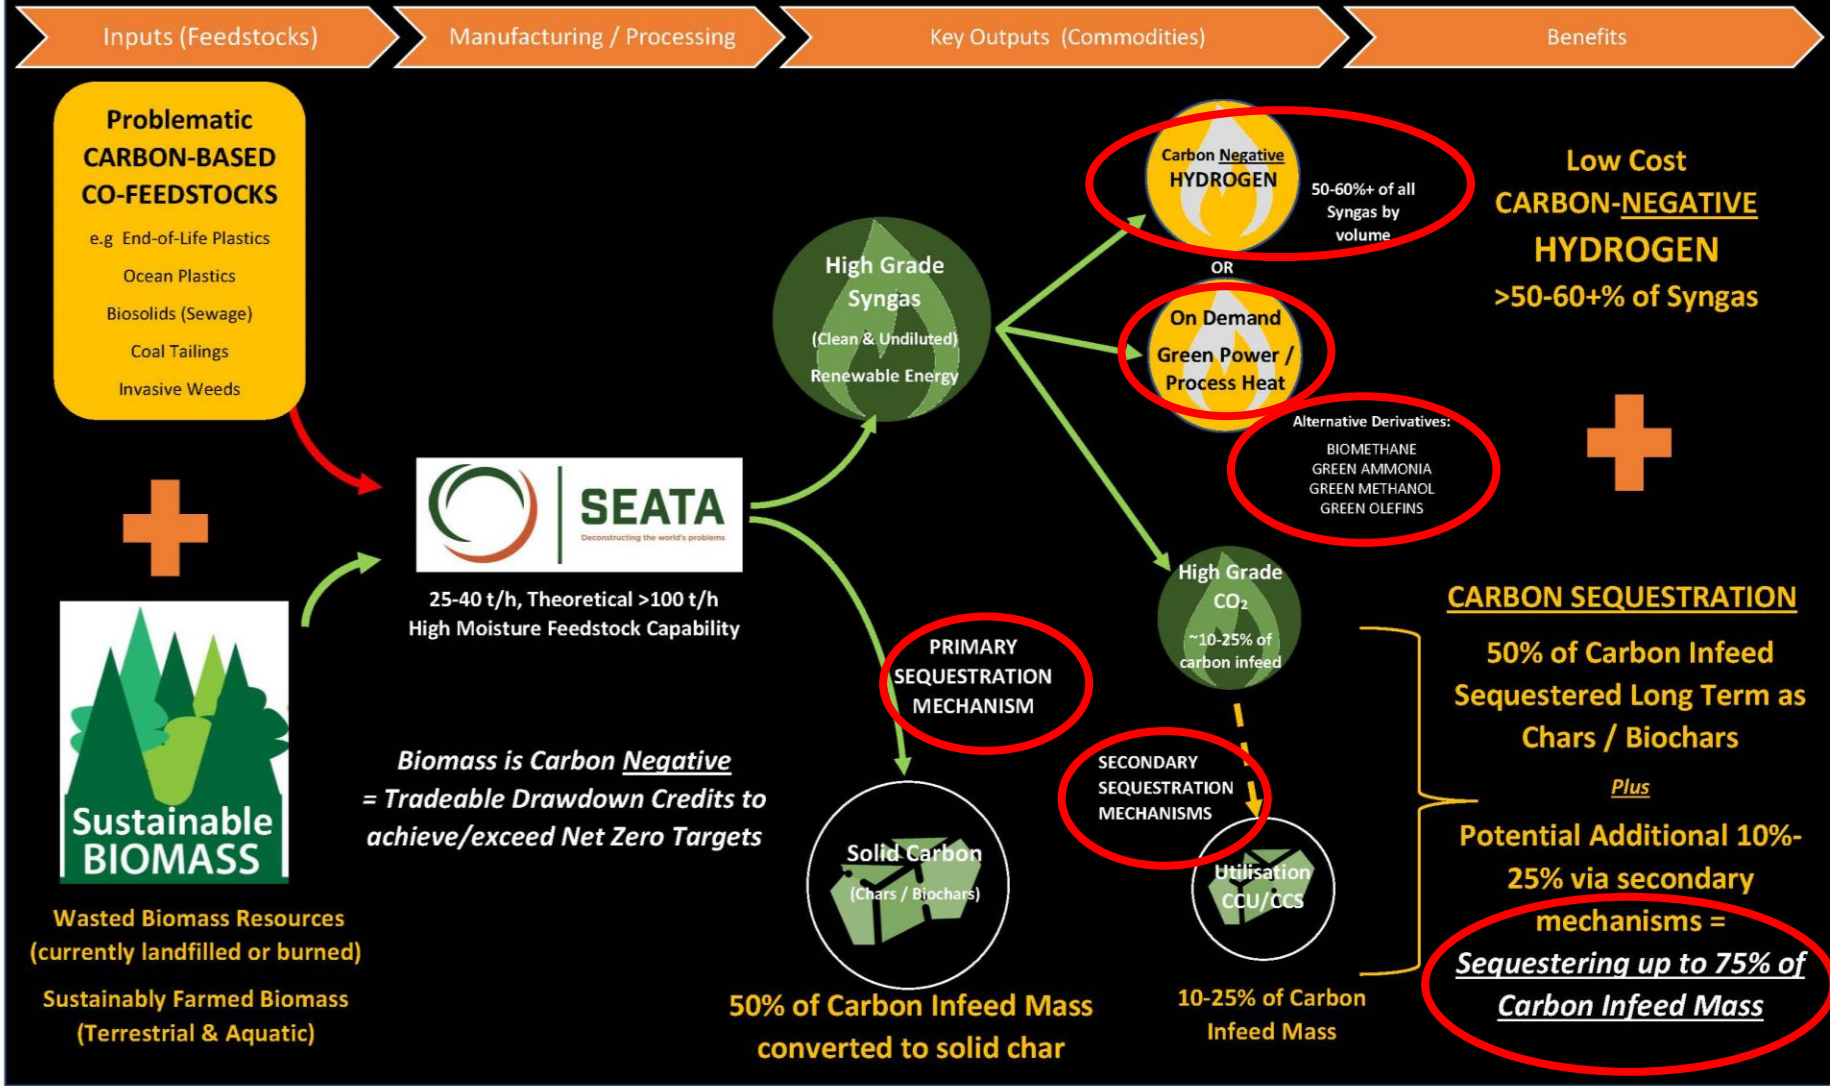 Inputs (Feedstocks)
Manufacturing / Processing
Key Outputs (Commodities)
Benefits
Problematic
CARBON-BASED
CO-FEEDSTOCKS
e.g End-of-Life Plastics
Ocean Plastics
Biosolids (Sewage)
Coal Tailings
Invasive Weeds
Sustainable
BIOMASS
Wasted Biomass Resources
(currently landfilled or burned)
Sustainably Farmed Biomass
(Terrestrial & Aquatic)
SEATA
Deconstructing the world's problems
25-40 t/h, Theoretical >100 t/h
High Moisture Feedstock Capability
Biomass is Carbon Negative
= Tradeable Drawdown Credits to
achieve/exceed Net Zero Targets
High Grade
Syngas
(Clean & Undiluted)
Renewable Energy
PRIMARY
SEQUESTRATION
MECHANISM
Solid Carbon
(Chars / Biochars)
50% of Carbon Infeed Mass
converted to solid char
Carbon Negative
HYDROGEN
50-60%+ of all
Syngas by
volume
OR
On Demand
Green Power /
Process Heat
Alternative Derivatives:
BIOMETHANE
GREEN AMMONIA
GREEN METHANOL
GREEN OLEFINS
High Grade
CO₂
~10-25% of
carbon infeed
SECONDARY
SEQUESTRATION
MECHANISMS
Utilisation
CCU/CCS
10-25% of Carbon
Infeed Mass
Low Cost
CARBON-NEGATIVE
HYDROGEN
>50-60+% of Syngas
CARBON SEQUESTRATION
50% of Carbon Infeed
Sequestered Long Term as
Chars / Biochars
Plus
Potential Additional 10%-
25% via secondary
mechanisms =
Sequestering up to 75% of
Carbon Infeed Mass